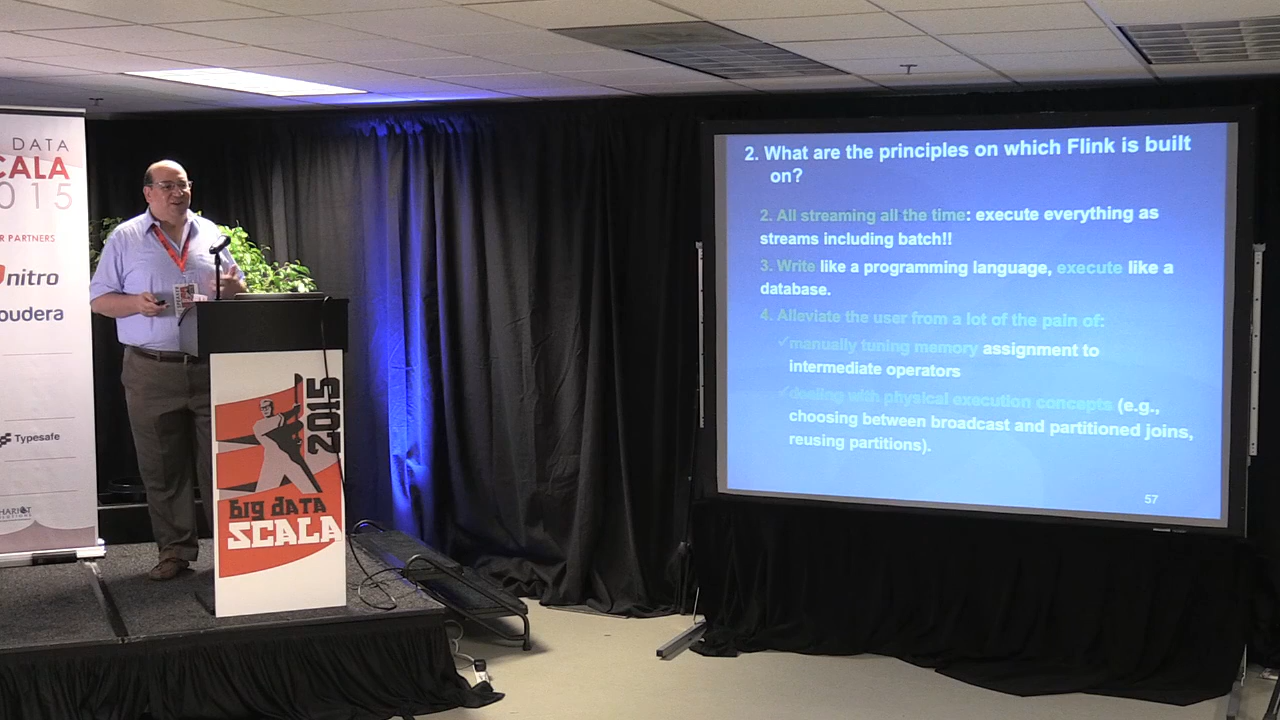 DATA
CALA
015
R PARTNERS
nitro
oudera
Typesafe
HARIOT
2015
BIG DATA
SCALA
2. What are the principles on which Flink is built
on?
2. All streaming all the time: execute everything as
streams including batch!!
3. Write like a programming language, execute like a
database.
4. Alleviate the user from a lot of the pain of:
✓manually tuning memory assignment to
intermediate operators
✓dealing with physical execution concepts (e.g.,
choosing between broadcast and partitioned joins,
reusing partitions).
57